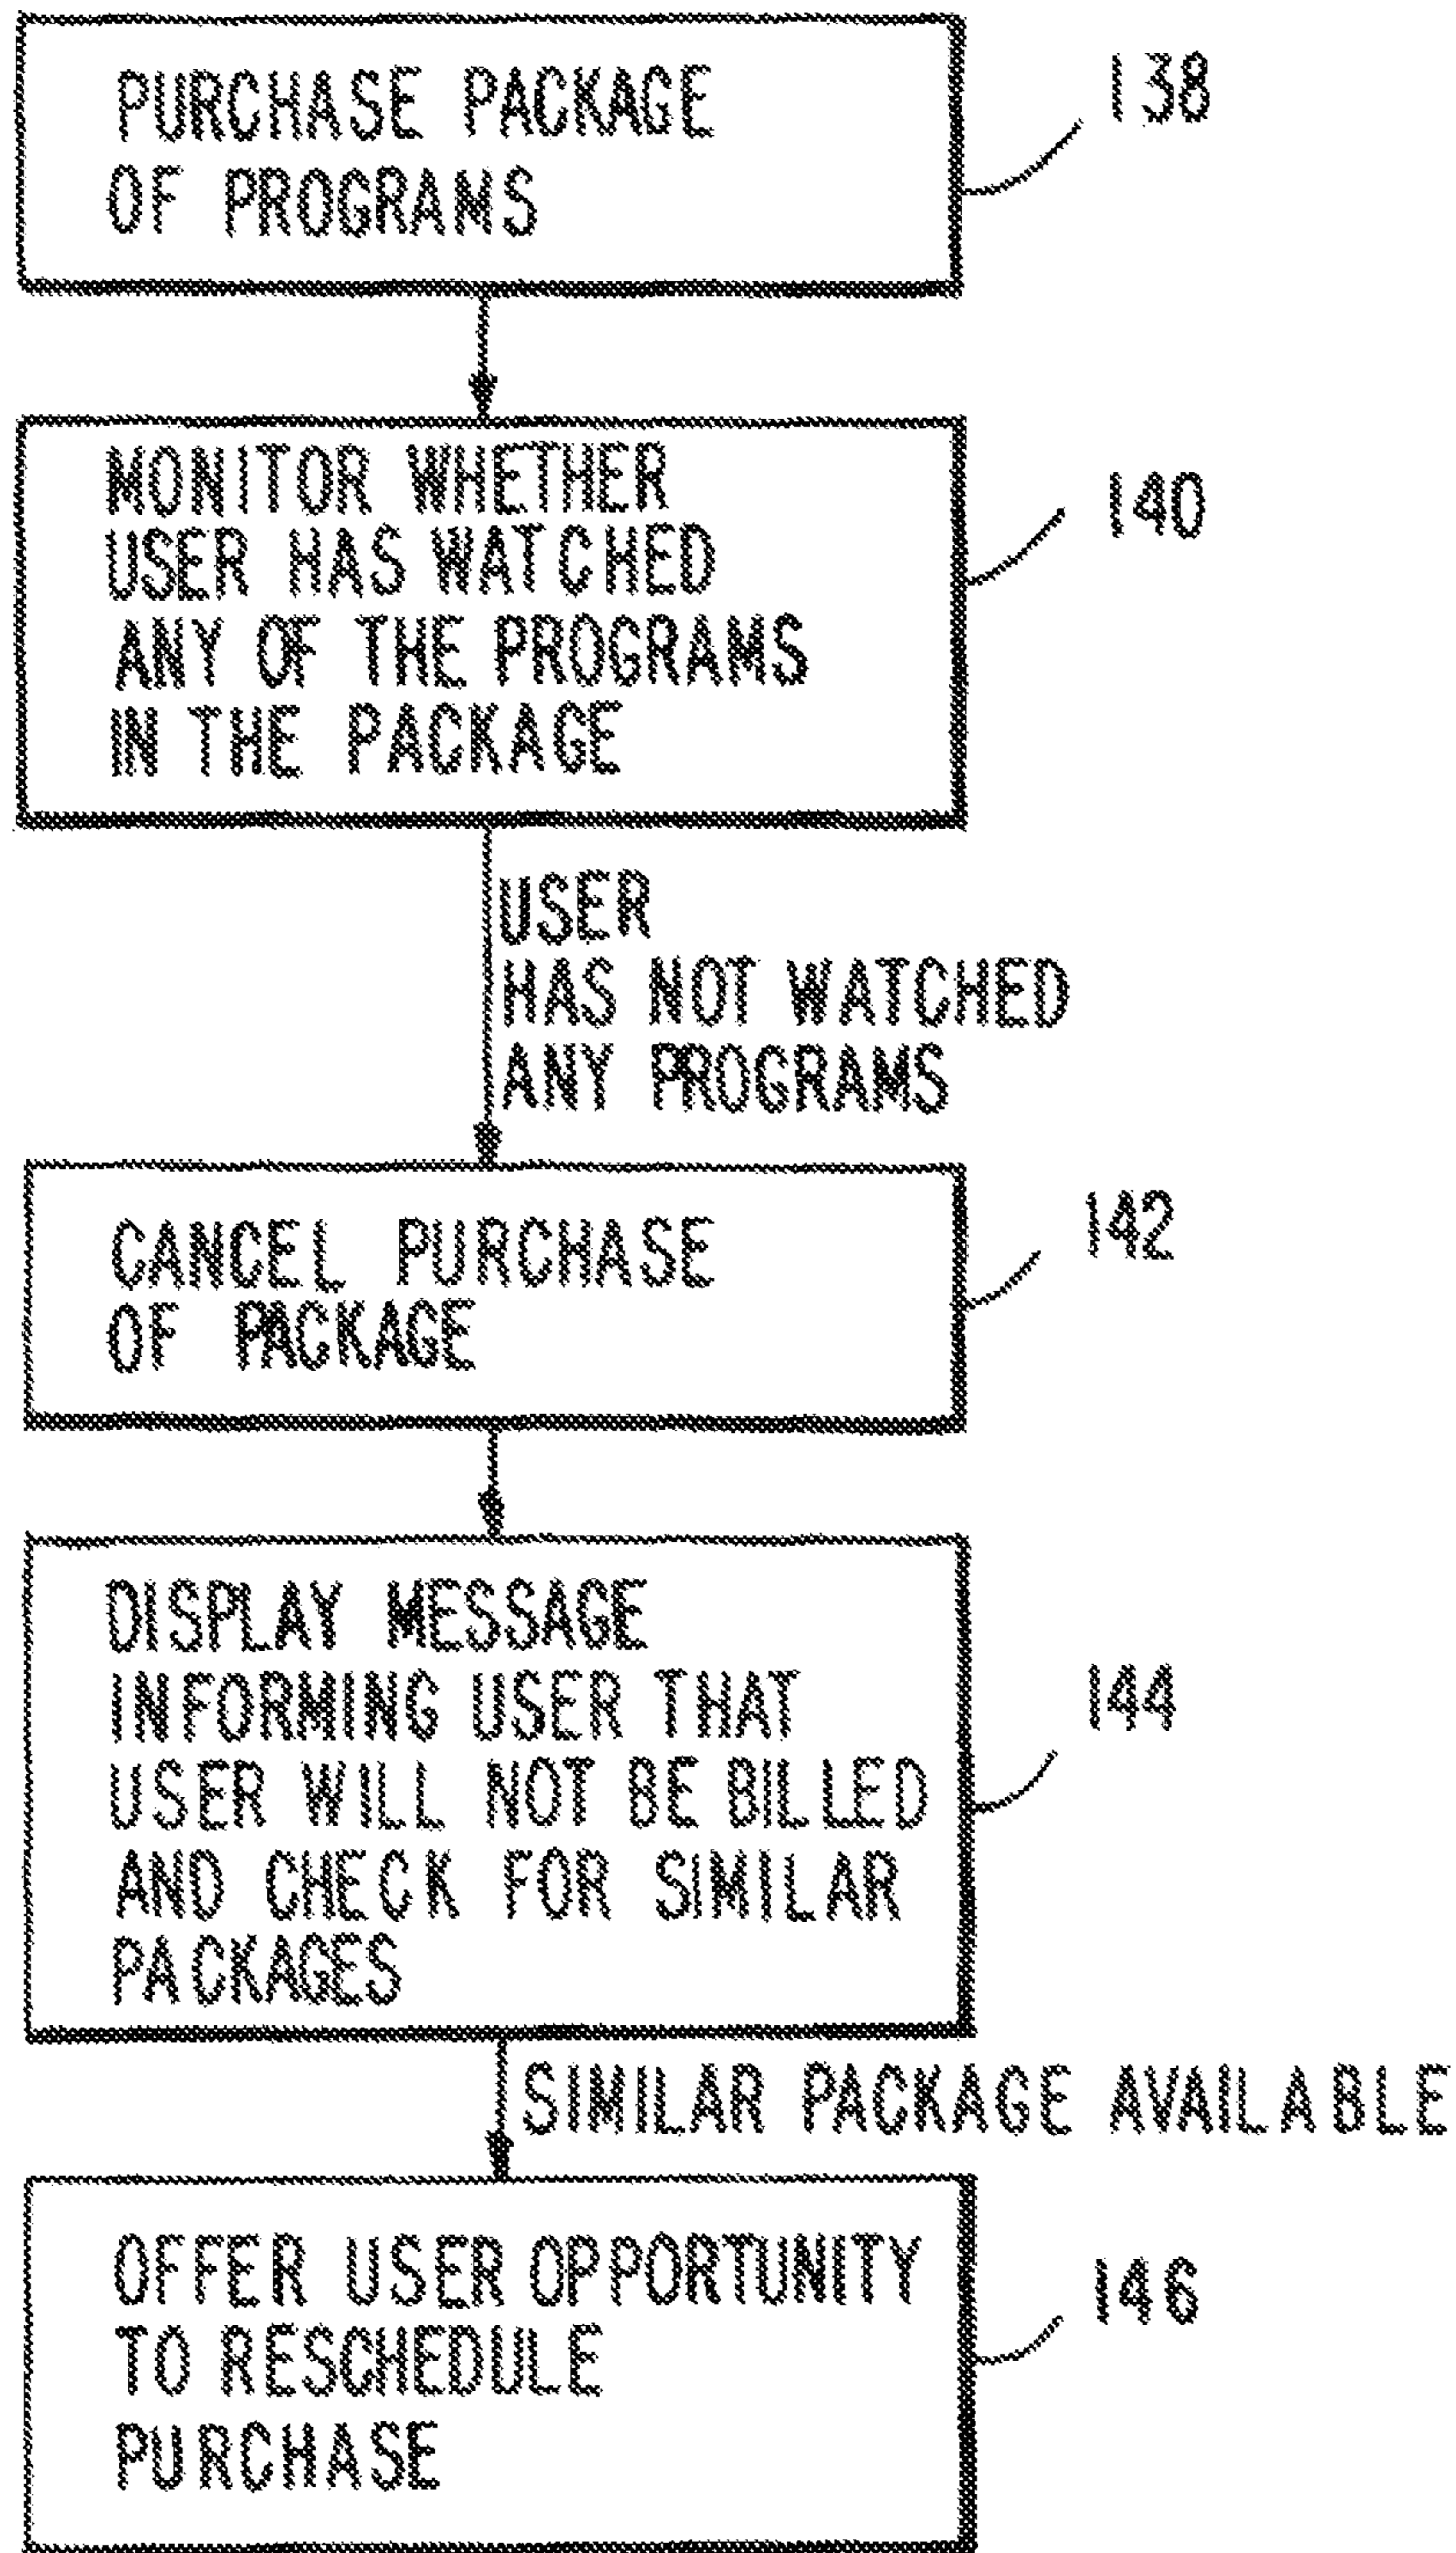 PURCHASE PACKAGE
OF PROGRAMS
138
MONITOR WHETHER
USER HAS WATCHED
ANY OF THE PROGRAMS
IN THE PACKAGE
140
USER
HAS NOT WATCHED
ANY PROGRAMS
CANCEL PURCHASE
OF PACKAGE
142
DISPLAY MESSAGE
INFORMING USER THAT
USER WILL NOT BE BILLED
AND CHECK FOR SIMILAR
PACKAGES
144
SIMILAR PACKAGE AVAILABLE
OFFER USER OPPORTUNITY
TO RESCHEDULE
PURCHASE
146